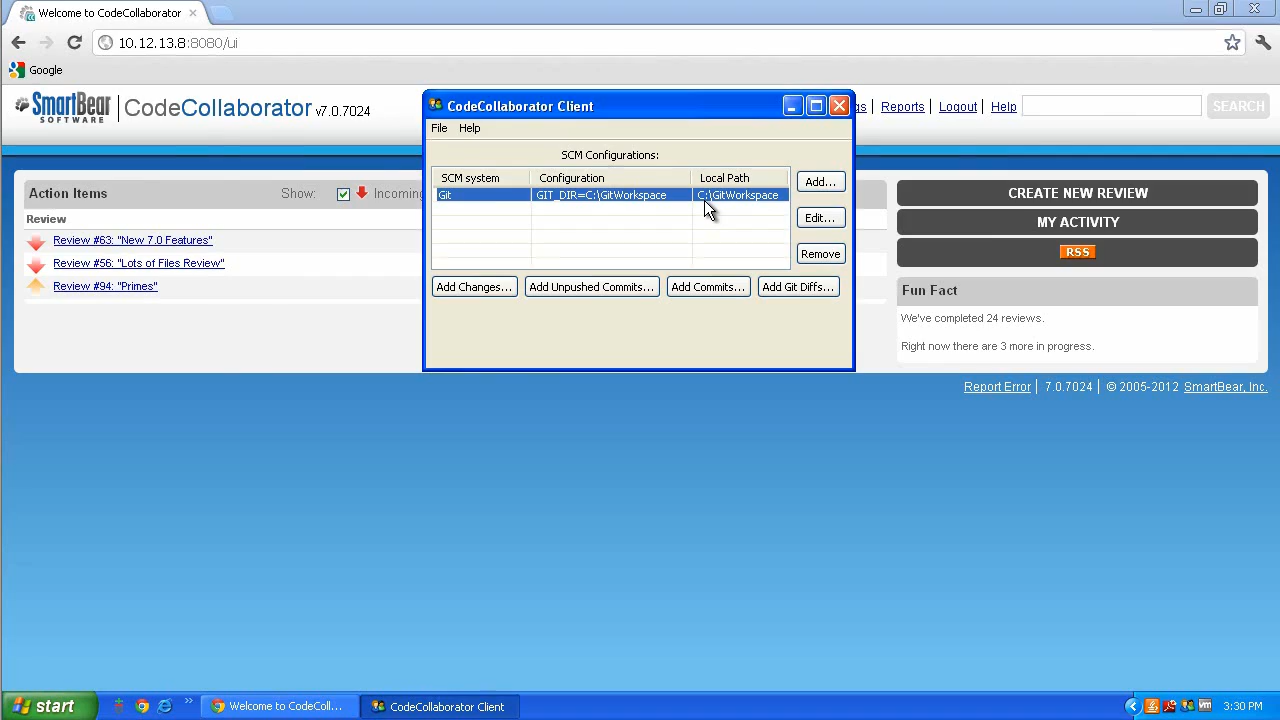 Welcome to CodeCollaborator
10.12.13.8:8080/ui
Google
SMARTBEAR SOFTWARE CodeCollaborator v7.0.7024
gs Reports Logout Help SEARCH
CodeCollaborator Client
File Help
SCM Configurations:
SCM system Configuration Local Path
Git GIT_DIR=C:\GitWorkspace C:\GitWorkspace
Add...
Edit...
Remove
Add Changes... Add Unpushed Commits... Add Commits... Add Git Diffs...
Action Items Show: Incoming
Review
Review #63: "New 7.0 Features"
Review #56: "Lots of Files Review"
Review #94: "Primes"
CREATE NEW REVIEW
MY ACTIVITY
RSS
Fun Fact
We've completed 24 reviews.
Right now there are 3 more in progress.
Report Error 7.0.7024 © 2005-2012 SmartBear, Inc.
start Welcome to CodeColl... CodeCollaborator Client 3:30 PM